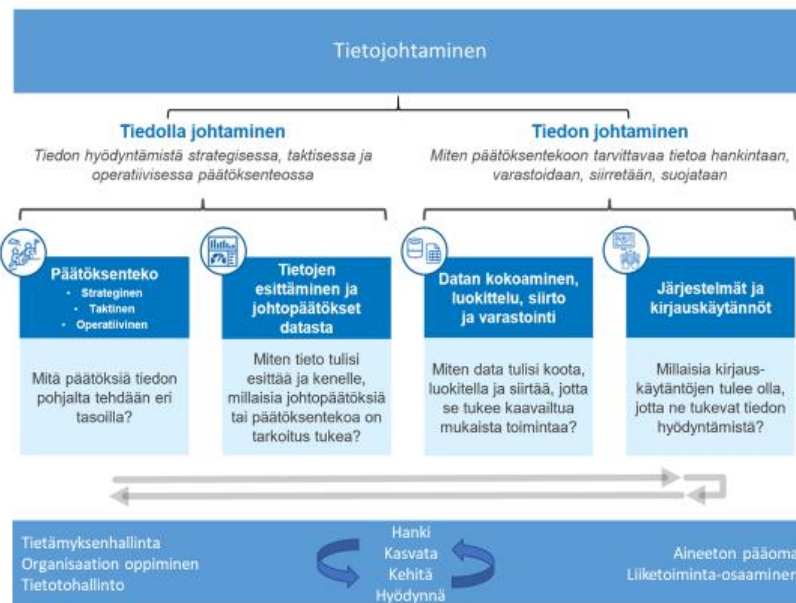 Tietojohtaminen
Tiedolla johtaminen
Tiedon hyödyntämistä strategisessa, taktisessa ja
operatiivisessa päätöksenteossa
Tiedon johtaminen
Miten päätöksentekoon tarvittavaa tietoa hankintaan,
varastoidaan, siirretään, suojataan
Päätöksenteko
• Strateginen
• Taktinen
• Operatiivinen
Mitä päätöksiä tiedon
pohjalta tehdään eri
tasoilla?
Tietojen
esittäminen ja
johtopäätökset
datasta
Miten tieto tulisi
esittää ja kenelle,
millaisia johtopäätöksiä
tai päätöksentekoa on
tarkoitus tukea?
Datan kokoaminen,
luokittelu, siirto
ja varastointi
Miten data tulisi koota,
luokitella ja siirtää, jotta
se tukee kaavailtua
mukaista toimintaa?
Järjestelmät ja
kirjauskäytännöt
Millaisia kirjaus-
käytäntöjen tulee olla,
jotta ne tukevat tiedon
hyödyntämistä?
Tietämyksenhallinta
Organisaation oppiminen
Tietotohallinto
Hanki
Kasvata
Kehitä
Hyödynnä
Aineeton pääoma
Liiketoiminta-osaaminen